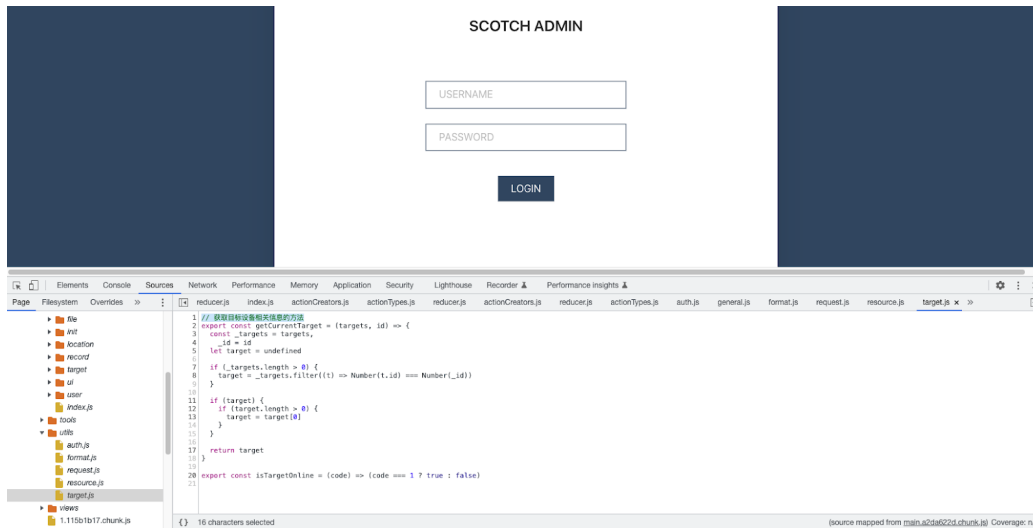 SCOTCH ADMIN
USERNAME
PASSWORD
LOGIN
Elements Console Sources Network Performance Memory Application Security Lighthouse Recorder Performance insights
Page Filesystem Overrides »
reducer.js index.js actionCreators.js actionTypes.js reducer.js actionCreators.js reducer.js actionTypes.js auth.js general.js format.js request.js resource.js target.js × »
file
init
location
record
target
ui
user
index.js
tools
utils
auth.js
format.js
request.js
resource.js
target.js
views
1.115b1b17.chunk.js
1 // 获取目标设备相关信息的方法
2 export const getCurrentTarget = (targets, id) => {
3 const _targets = targets,
4 _id = id
5 let target = undefined
6
7 if (_targets.length > 0) {
8 target = _targets.filter((t) => Number(t.id) === Number(_id))
9 }
10
11 if (target) {
12 if (target.length > 0) {
13 target = target[0]
14 }
15 }
16
17 return target
18 }
19
20 export const isTargetOnline = (code) => (code === 1 ? true : false)
21
{} 16 characters selected
(source mapped from main.a2da622d.chunk.js) Coverage: n